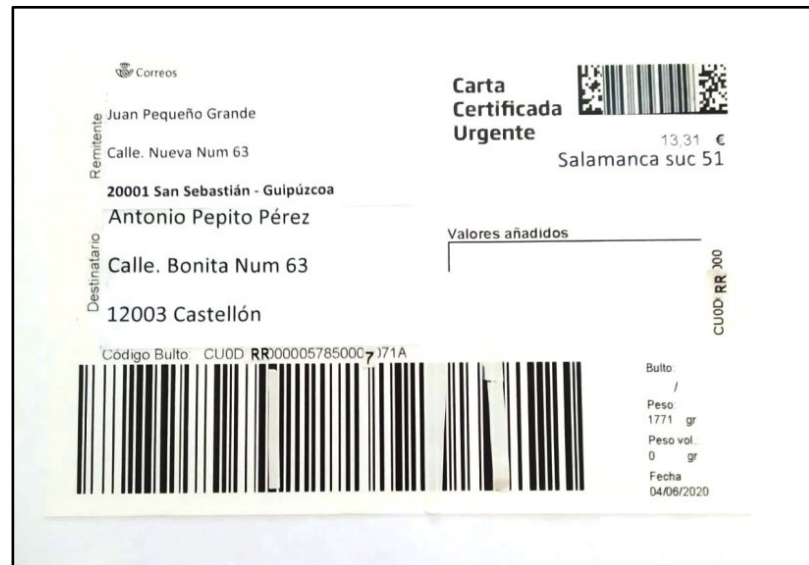 Correos
Remitente
Juan Pequeño Grande
Calle. Nueva Num 63
20001 San Sebastián - Guipúzcoa
Carta
Certificada
Urgente
13,31 €
Salamanca suc 51
Destinatario
Antonio Pepito Pérez
Calle. Bonita Num 63
12003 Castellón
Valores añadidos
Código Bulto: CU0D RR
CU0D RR
Bulto:
/
Peso:
1771 gr
Peso vol.:
0 gr
Fecha
04/06/2020